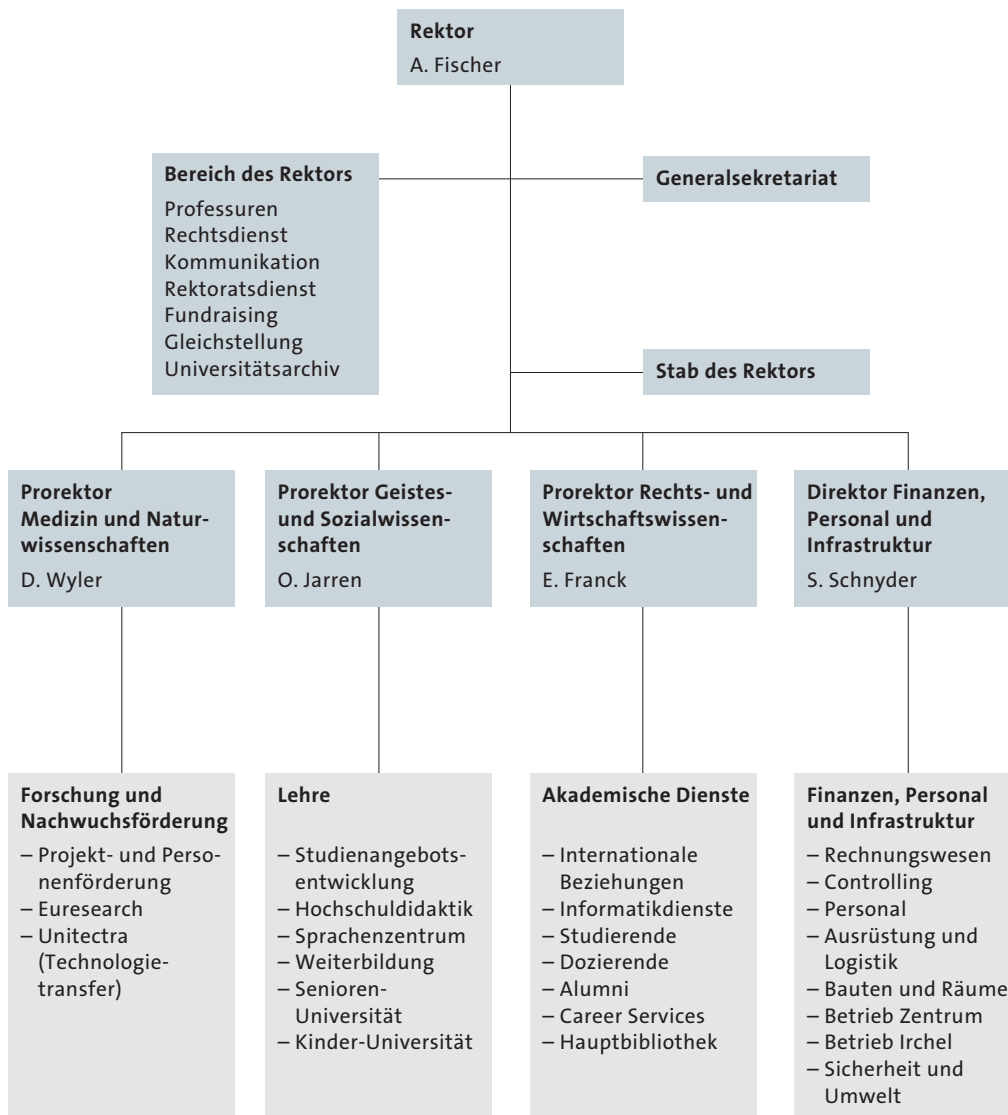 Rektor
A. Fischer
Bereich des Rektors
Professuren
Rechtsdienst
Kommunikation
Rektoratsdienst
Fundraising
Gleichstellung
Universitätsarchiv
Generalsekretariat
Stab des Rektors
Prorektor
Medizin und Natur-
wissenschaften
D. Wyler
Prorektor Geistes-
und Sozialwissen-
schaften
O. Jarren
Prorektor Rechts- und
Wirtschaftswissen-
schaften
E. Franck
Direktor Finanzen,
Personal und
Infrastruktur
S. Schnyder
Forschung und
Nachwuchsförderung
– Projekt- und Perso-
nenförderung
– Euresearch
– Unitectra
(Technologie-
transfer)
Lehre
– Studienangebots-
entwicklung
– Hochschuldidaktik
– Sprachenzentrum
– Weiterbildung
– Senioren-
Universität
– Kinder-Universität
Akademische Dienste
– Internationale
Beziehungen
– Informatikdienste
– Studierende
– Dozierende
– Alumni
– Career Services
– Hauptbibliothek
Finanzen, Personal
und Infrastruktur
– Rechnungswesen
– Controlling
– Personal
– Ausrüstung und
Logistik
– Bauten und Räume
– Betrieb Zentrum
– Betrieb Irchel
– Sicherheit und
Umwelt